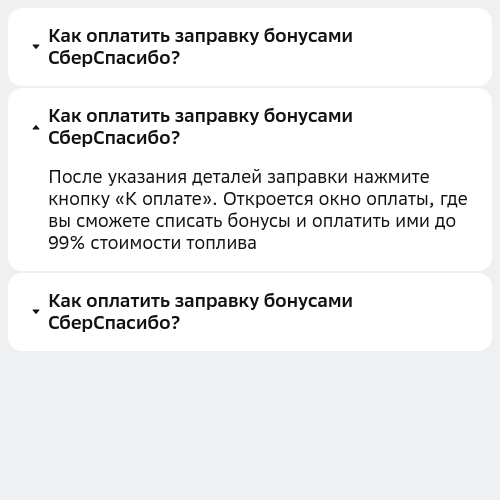 Как оплатить заправку бонусами
СберСпасибо?
Как оплатить заправку бонусами
СберСпасибо?
После указания деталей заправки нажмите
кнопку «К оплате». Откроется окно оплаты, где
вы сможете списать бонусы и оплатить ими до
99% стоимости топлива
Как оплатить заправку бонусами
СберСпасибо?